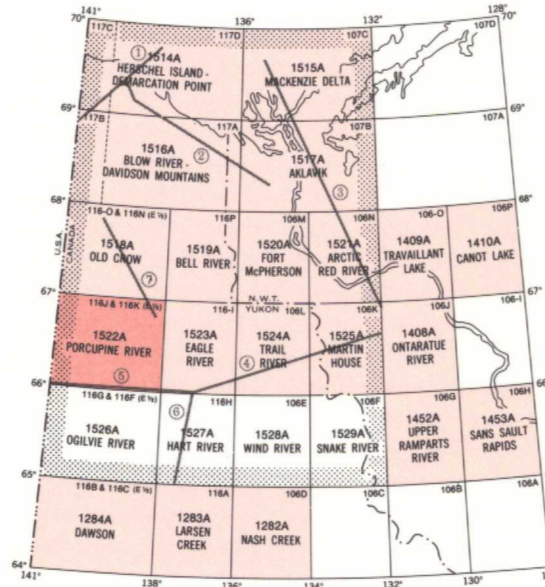 141°
136°
132°
128°
70°
70°
117C
117D
107C
107D
①
1514A
HERSCHEL ISLAND -
DEMARCATION POINT
1515A
MACKENZIE DELTA
69°
69°
117B
117A
107B
107A
②
1516A
BLOW RIVER -
DAVIDSON MOUNTAINS
1517A
AKLAVIK
③
68°
68°
116-O & 116N (E ½)
116P
106M
106N
106-O
106P
U.S.A.
CANADA
1518A
OLD CROW
1519A
BELL RIVER
1520A
FORT
McPHERSON
1521A
ARCTIC
RED RIVER
1409A
TRAVAILLANT
LAKE
1410A
CANOT LAKE
⑦
67°
67°
116J & 116K (E ½)
116-I
N.W.T.
YUKON
106L
106K
106J
106-I
1522A
PORCUPINE RIVER
1523A
EAGLE
RIVER
1524A
TRAIL
RIVER
1525A
MARTIN
HOUSE
1408A
ONTARATUE
RIVER
④
⑤
66°
66°
116G & 116F (E ½)
116H
106E
106F
106G
106H
⑥
1526A
OGILVIE RIVER
1527A
HART RIVER
1528A
WIND RIVER
1529A
SNAKE RIVER
1452A
UPPER
RAMPARTS
RIVER
1453A
SANS SAULT
RAPIDS
65°
65°
116B & 116C (E ½)
116A
106D
106C
106B
106A
1284A
DAWSON
1283A
LARSEN
CREEK
1282A
NASH CREEK
64°
64°
141°
138°
136°
134°
132°
130°